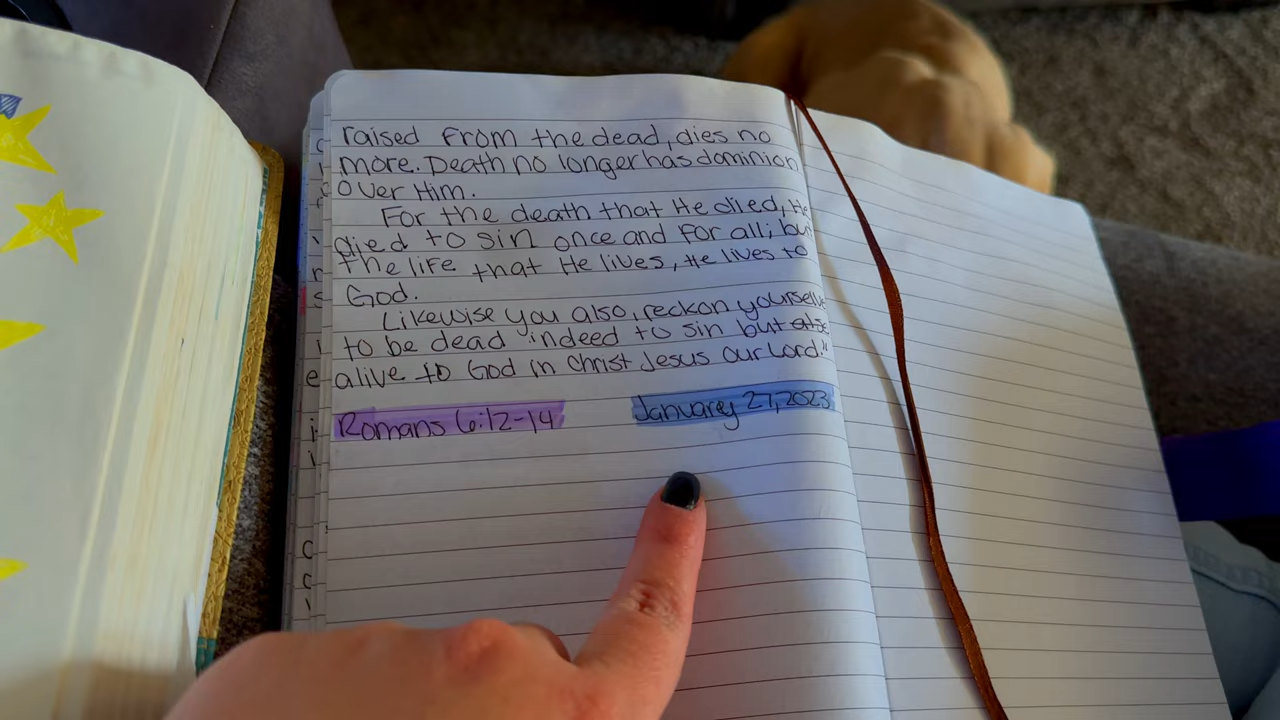 raised from the dead, dies no
more. Death no longer has dominion
over Him.
For the death that He died, He
died to sin once and for all; but
the life that He lives, He lives to
God.
Likewise you also, reckon yourselve
to be dead indeed to sin but
alive to God in Christ Jesus our Lord."
Romans 6:12-14 January 27, 2023